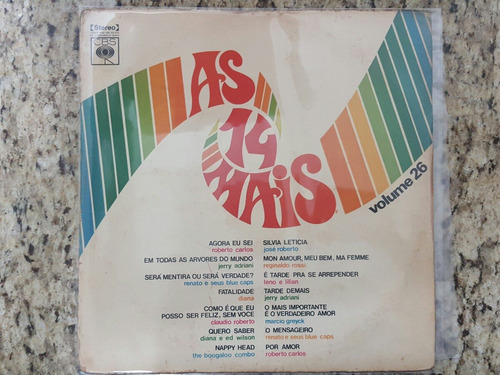 Stereo
CBS
AS
14
MAIS
volume 26
AGORA EU SEI
roberto carlos
EM TODAS AS ARVORES DO MUNDO
jerry adriani
SERÁ MENTIRA OU SERÁ VERDADE?
renato e seus blue caps
FATALIDADE
diana
COMO É QUE EU
POSSO SER FELIZ, SEM VOCÊ
claudio roberto
QUERO SABER
diana e ed wilson
NAPPY HEAD
the boogaloo combo
SILVIA LETICIA
josé roberto
MON AMOUR, MEU BEM, MA FEMME
reginaldo rossi
É TARDE PRA SE ARREPENDER
leno e lilian
TARDE DEMAIS
jerry adriani
O MAIS IMPORTANTE
É O VERDADEIRO AMOR
marcio greyck
O MENSAGEIRO
renato e seus blue caps
POR AMOR
roberto carlos